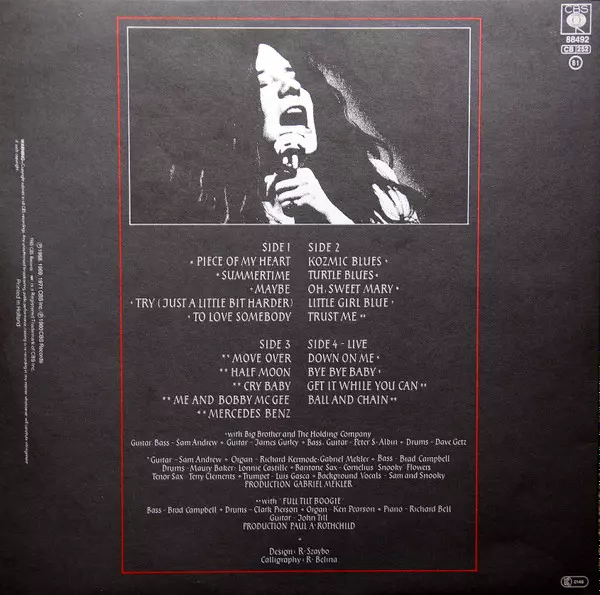 CBS
88492
CB 252
61
SIDE 1
PIECE OF MY HEART
SUMMERTIME
MAYBE
TRY (JUST A LITTLE BIT HARDER)
TO LOVE SOMEBODY
SIDE 2
KOZMIC BLUES
TURTLE BLUES
OH, SWEET MARY
LITTLE GIRL BLUE
TRUST ME **
SIDE 3
**MOVE OVER
**HALF MOON
**CRY BABY
**ME AND BOBBY MCGEE
**MERCEDES BENZ
SIDE 4 - LIVE
DOWN ON ME
BYE BYE BABY
GET IT WHILE YOU CAN
BALL AND CHAIN
with Big Brother and The Holding Company
Guitar, Bass - Sam Andrew + Guitar - James Gurley + Bass, Guitar - Peter S. Albin + Drums - Dave Getz
Guitar - Sam Andrew + Organ - Richard Kermode-Gabriel Mekler + Bass - Brad Campbell
Drums - Maury Baker: Lonnie Castille + Baritone Sax - Cornelius "Snooky" Flowers
Tenor Sax - Terry Clements + Trumpet - Luis Gasca + Background Vocals - Sam and Snooky
PRODUCTION GABRIEL MEKLER
**with "FULL TILT BOOGIE"
Bass - Brad Campbell + Drums - Clark Pierson + Organ - Ken Pearson + Piano - Richard Bell
Guitar - John Till
PRODUCTION PAUL A. ROTHCHILD
Design: R. Szaybo
Calligraphy: R. Belina
Printed in Holland